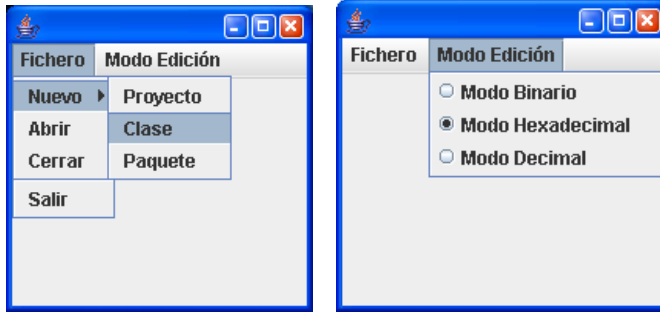 Fichero Modo Edición
Nuevo Proyecto
Abrir Clase
Cerrar Paquete
Salir
Fichero Modo Edición
Modo Binario
Modo Hexadecimal
Modo Decimal